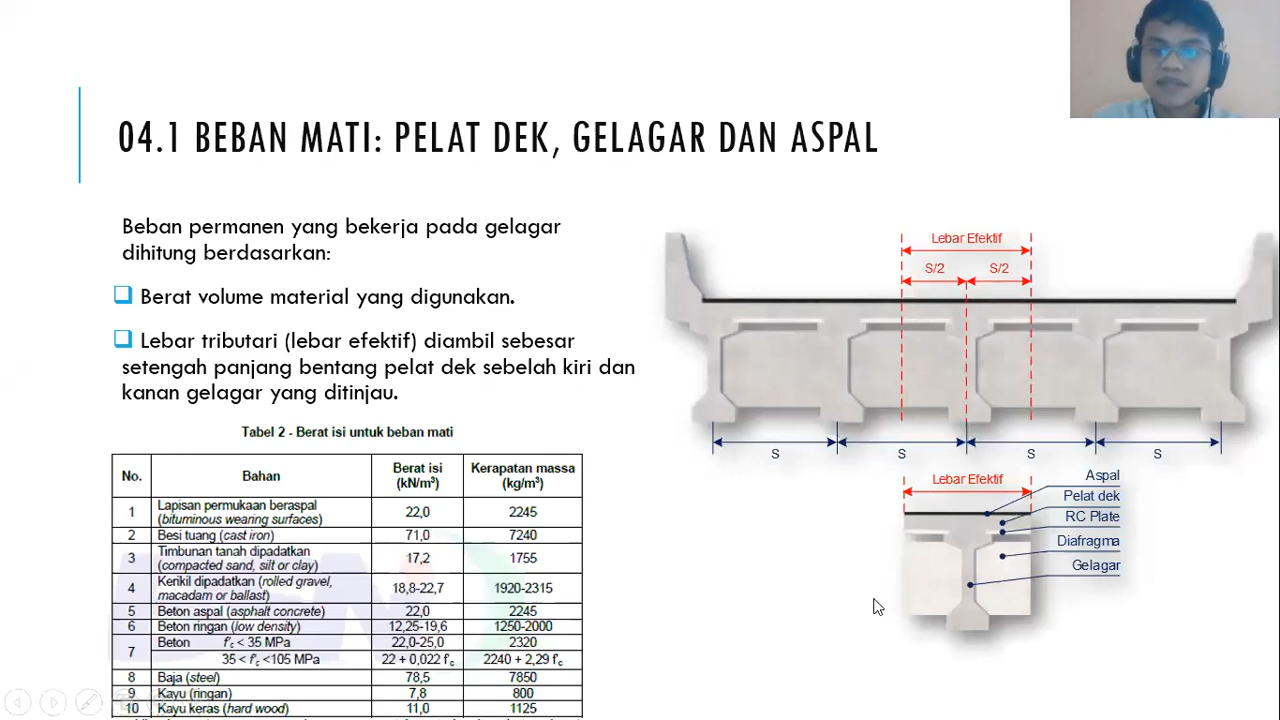 04.1 BEBAN MATI: PELAT DEK, GELAGAR DAN ASPAL
Beban permanen yang bekerja pada gelagar
dihitung berdasarkan:
Berat volume material yang digunakan.
Lebar tributari (lebar efektif) diambil sebesar
setengah panjang bentang pelat dek sebelah kiri dan
kanan gelagar yang ditinjau.
Tabel 2 - Berat isi untuk beban mati
No. Bahan Berat isi (kN/m³) Kerapatan massa (kg/m³)
1 Lapisan permukaan beraspal (bituminous wearing surfaces) 22,0 2245
2 Besi tuang (cast iron) 71,0 7240
3 Timbunan tanah dipadatkan (compacted sand, silt or clay) 17,2 1755
4 Kerikil dipadatkan (rolled gravel, macadam or ballast) 18,8-22,7 1920-2315
5 Beton aspal (asphalt concrete) 22,0 2245
6 Beton ringan (low density) 12,25-19,6 1250-2000
7 Beton f'c < 35 MPa 22,0-25,0 2320
35 < f'c <105 MPa 22 + 0,022 f'c 2240 + 2,29 f'c
8 Baja (steel) 78,5 7850
9 Kayu (ringan) 7,8 800
10 Kayu keras (hard wood) 11,0 1125
Lebar Efektif
S/2 S/2
S S S S
Lebar Efektif
Aspal
Pelat dek
RC Plate
Diafragma
Gelagar